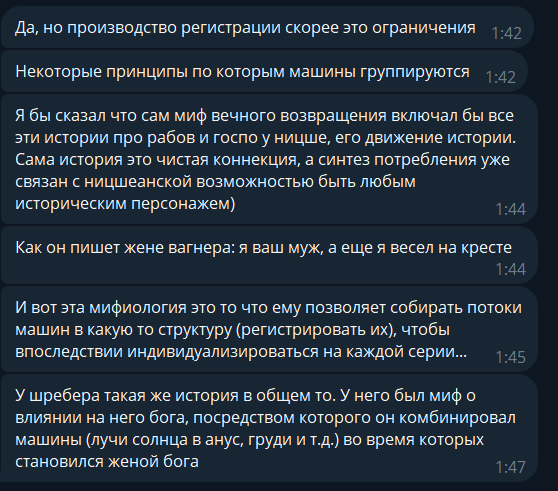 Да, но производство регистрации скорее это ограничения 1:42
Некоторые принципы по которым машины группируются 1:42
Я бы сказал что сам миф вечного возвращения включал бы все
эти истории про рабов и госпо у ницше, его движение истории.
Сама история это чистая коннекция, а синтез потребления уже
связан с ницшеанской возможностью быть любым
историческим персонажем) 1:44
Как он пишет жене вагнера: я ваш муж, а еще я весел на кресте
1:44
И вот эта мифиология это то что ему позволяет собирать потоки
машин в какую то структуру (регистрировать их), чтобы
впоследствии индивидуализироваться на каждой серии... 1:45
У шребера такая же история в общем то. У него был миф о
влиянии на него бога, посредством которого он комбинировал
машины (лучи солнца в анус, груди и т.д.) во время которых
становился женой бога 1:47